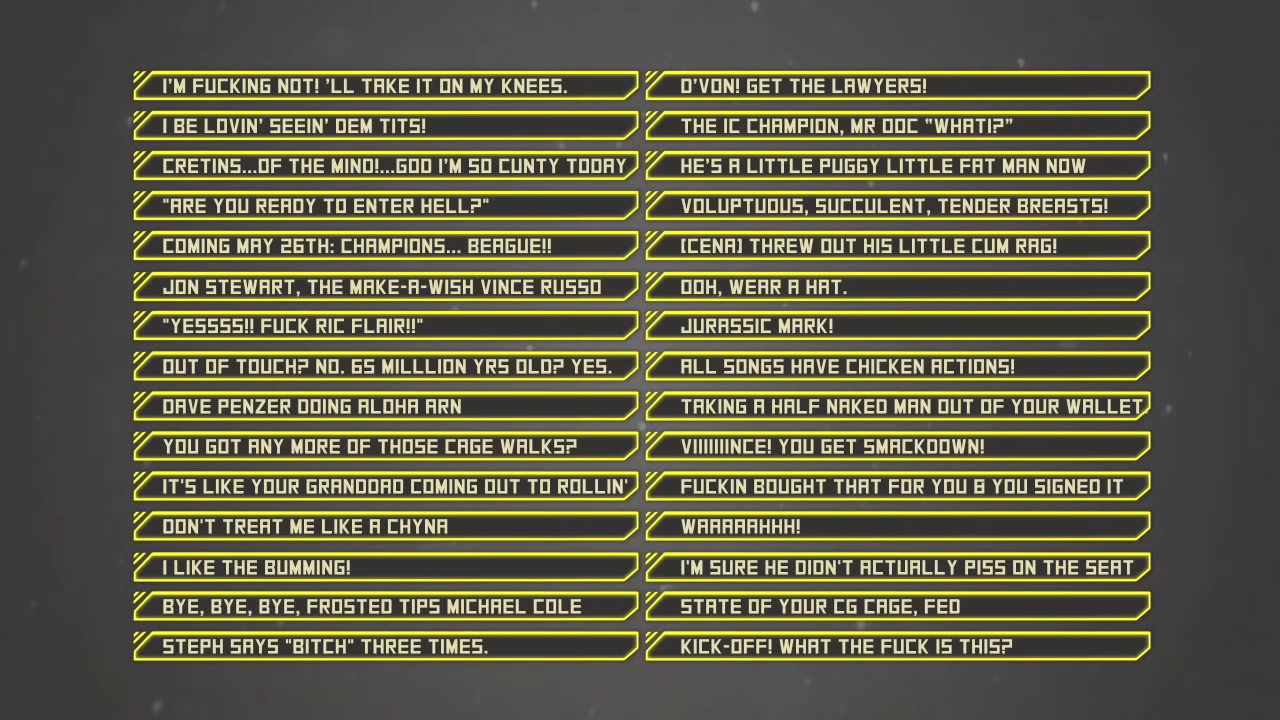 I'M FUCKING NOT! 'LL TAKE IT ON MY KNEES.
I BE LOVIN' SEEIN' DEM TITS!
CRETINS...OF THE MIND!...GOD I'M SO CUNTY TODAY
"ARE YOU READY TO ENTER HELL?"
COMING MAY 26TH: CHAMPIONS... BEAGUE!!
JON STEWART, THE MAKE-A-WISH VINCE RUSSO
"YESSSS!! FUCK RIC FLAIR!!"
OUT OF TOUCH? NO. 65 MILLLION YRS OLD? YES.
DAVE PENZER DOING ALOHA ARN
YOU GOT ANY MORE OF THOSE CAGE WALKS?
IT'S LIKE YOUR GRANDDAD COMING OUT TO ROLLIN'
DON'T TREAT ME LIKE A CHYNA
I LIKE THE BUMMING!
BYE, BYE, BYE, FROSTED TIPS MICHAEL COLE
STEPH SAYS "BITCH" THREE TIMES.
D'VON! GET THE LAWYERS!
THE IC CHAMPION, MR DOC “WHAT!?”
HE'S A LITTLE PUGGY LITTLE FAT MAN NOW
VOLUPTUOUS, SUCCULENT, TENDER BREASTS!
[CENA] THREW OUT HIS LITTLE CUM RAG!
OOH, WEAR A HAT.
JURASSIC MARK!
ALL SONGS HAVE CHICKEN ACTIONS!
TAKING A HALF NAKED MAN OUT OF YOUR WALLET.
VIIIIIIINCE! YOU GET SMACKDOWN!
FUCKIN BOUGHT THAT FOR YOU & YOU SIGNED IT
WAAAAAHHH!
I'M SURE HE DIDN'T ACTUALLY PISS ON THE SEAT
STATE OF YOUR CG CAGE, FED
KICK-OFF! WHAT THE FUCK IS THIS?